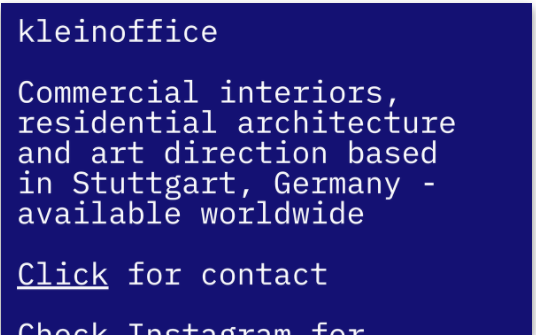 kleinoffice
Commercial interiors,
residential architecture
and art direction based
in Stuttgart, Germany -
available worldwide
Click for contact
Check Instagram for